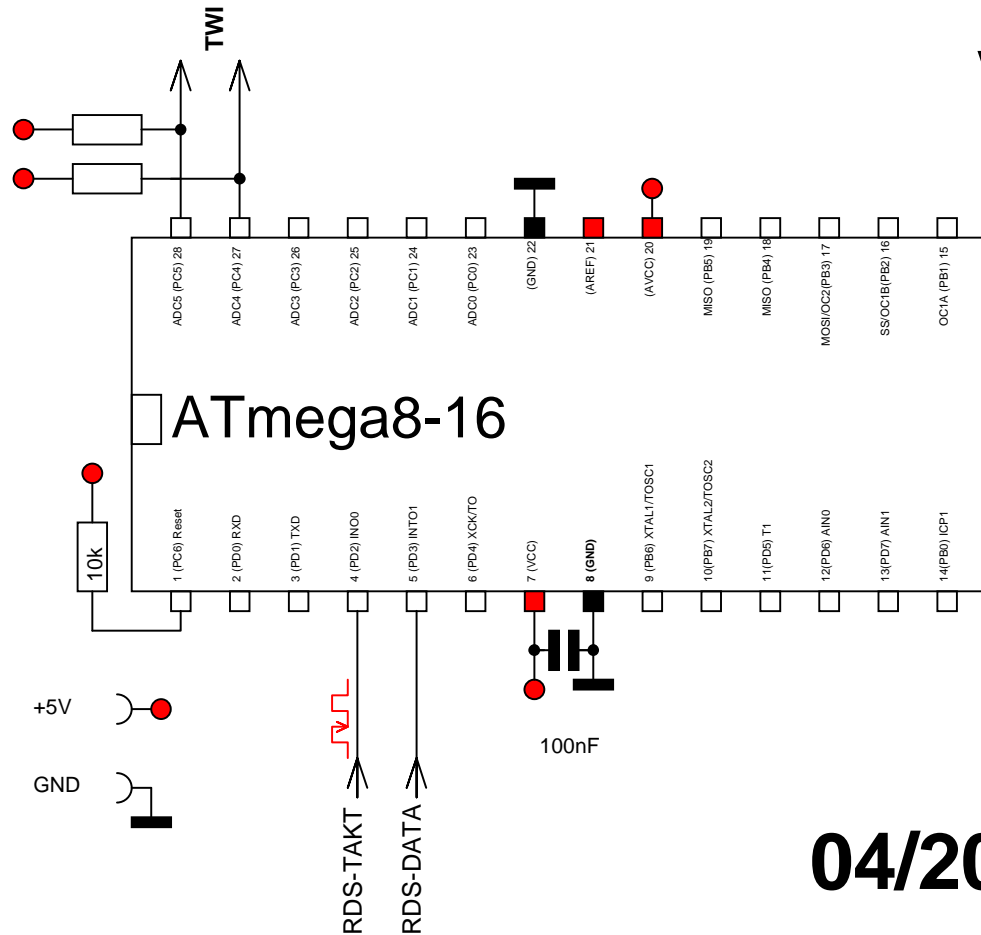 TWI
ADC5 (PC5) 28
ADC4 (PC4) 27
ADC3 (PC3) 26
ADC2 (PC2) 25
ADC1 (PC1) 24
ADC0 (PC0) 23
(GND) 22
(AREF) 21
(AVCC) 20
MISO (PB5) 19
MISO (PB4) 18
MOSI/OC2(PB3) 17
SS/OC1B(PB2) 16
OC1A (PB1) 15
ATmega8-16
10k
1 (PC6) Reset
2 (PD0) RXD
3 (PD1) TXD
4 (PD2) INO0
5 (PD3) INTO1
6 (PD4) XCK/TO
7 (VCC)
8 (GND)
9 (PB6) XTAL1/TOSC1
10(PB7) XTAL2/TOSC2
11(PD5) T1
12(PD6) AIN0
13(PD7) AIN1
14(PB0) ICP1
+5V
100nF
GND
RDS-TAKT
RDS-DATA
04/20